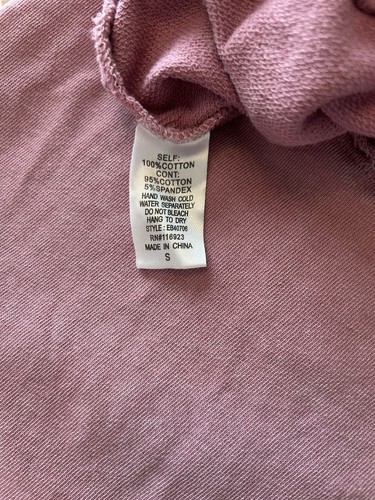 SELF:
100%COTTON
CONT:
95%COTTON
5%SPANDEX
HAND WASH COLD
WATER SEPARATELY
DO NOT BLEACH
HANG TO DRY
STYLE : EB40706
RN#116923
MADE IN CHINA
S